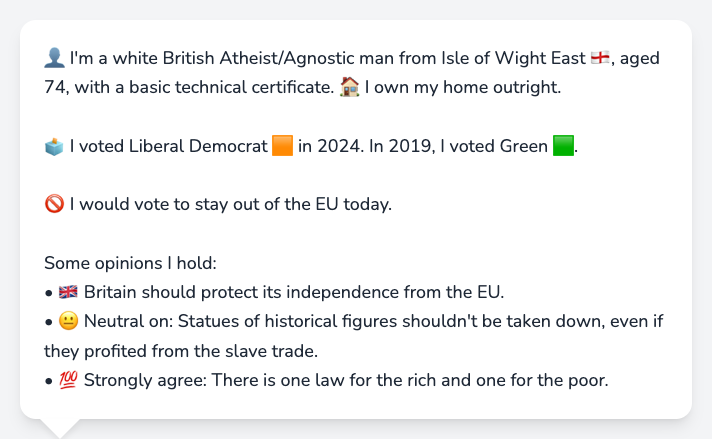 👤 I'm a white British Atheist/Agnostic man from Isle of Wight East 🏴󠁧󠁢󠁥󠁮󠁧󠁿, aged
74, with a basic technical certificate. 🏠 I own my home outright.
🗳️ I voted Liberal Democrat 🟧 in 2024. In 2019, I voted Green 🟩.
🚫 I would vote to stay out of the EU today.
Some opinions I hold:
• 🇬🇧 Britain should protect its independence from the EU.
• 😐 Neutral on: Statues of historical figures shouldn't be taken down, even if
they profited from the slave trade.
• 💯 Strongly agree: There is one law for the rich and one for the poor.